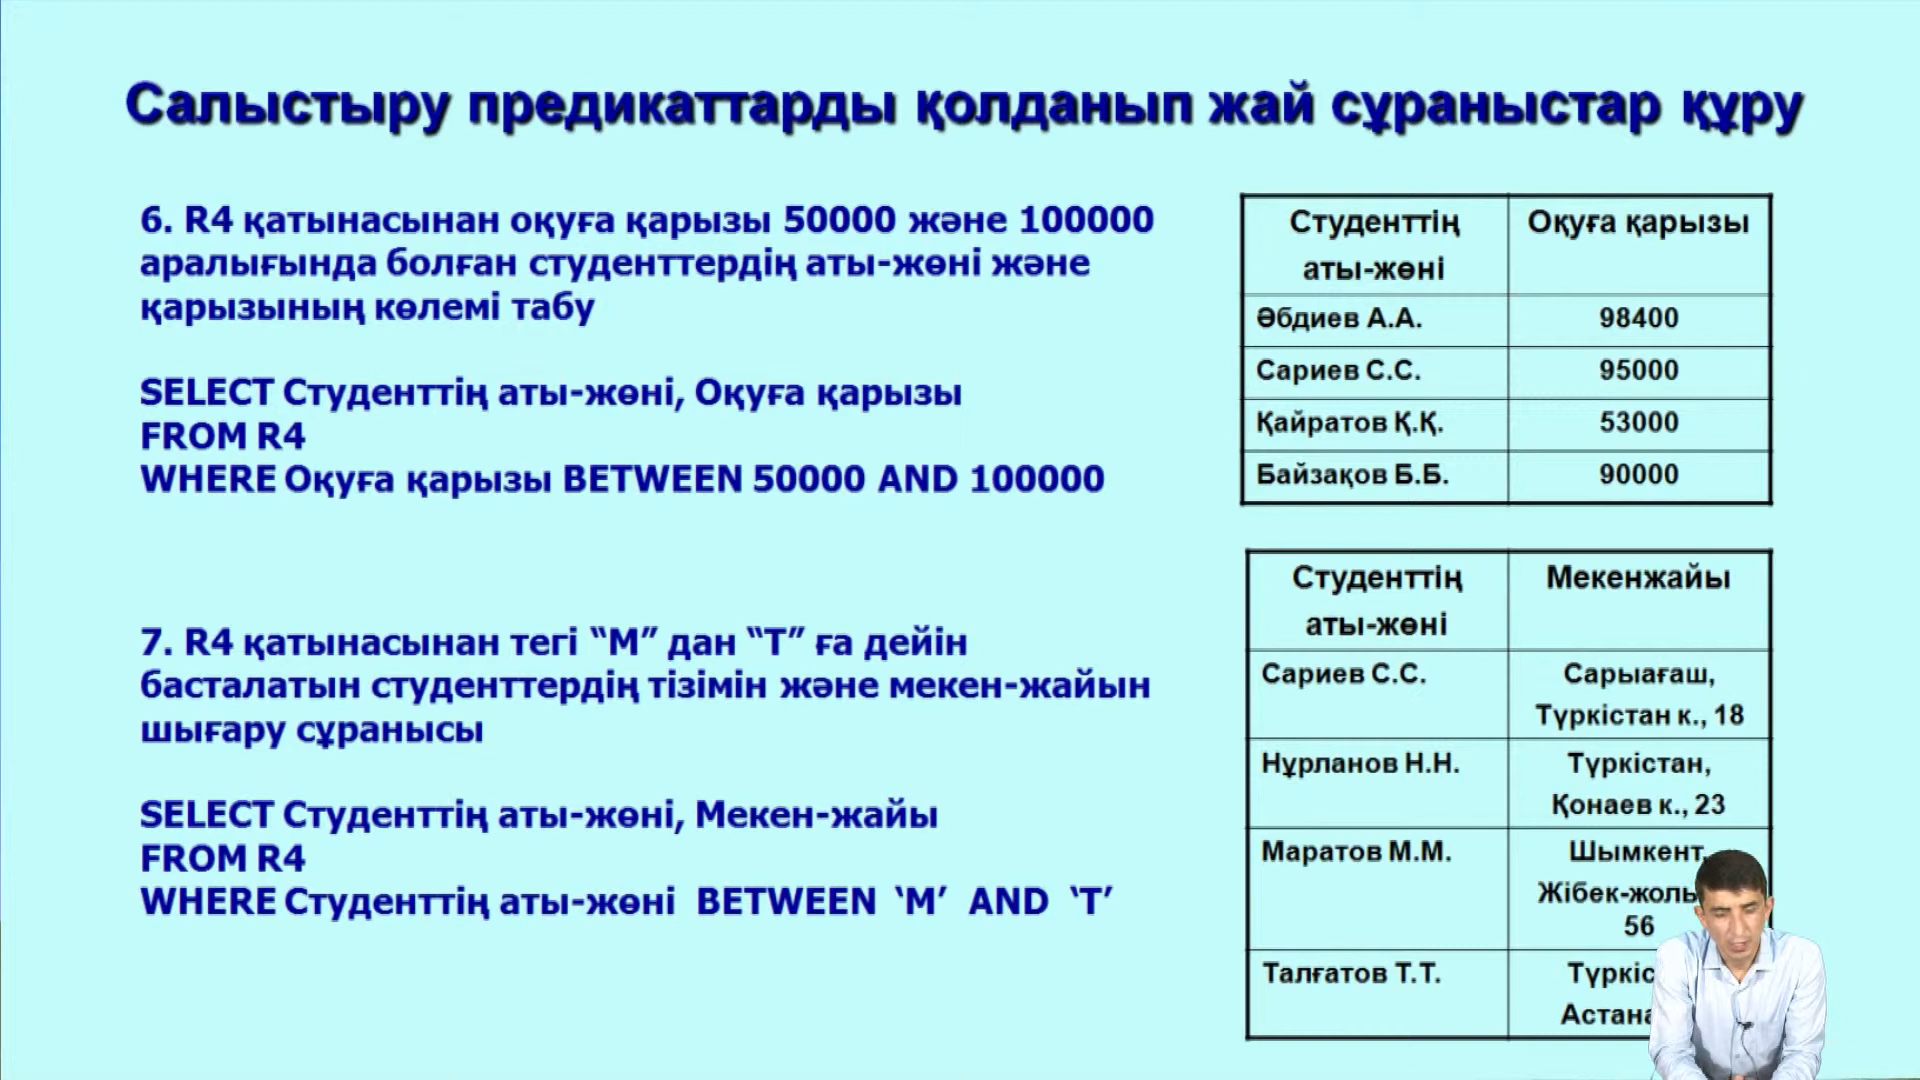 Салыстыру предикаттарды қолданып жай сұраныстар құру
6. R4 қатынасынан оқуға қарызы 50000 және 100000
аралығында болған студенттердің аты-жөні және
қарызының көлемі табу
SELECT Студенттің аты-жөні, Оқуға қарызы
FROM R4
WHERE Оқуға қарызы BETWEEN 50000 AND 100000
7. R4 қатынасынан тегі “М” дан “Т” ға дейін
басталатын студенттердің тізімін және мекен-жайын
шығару сұранысы
SELECT Студенттің аты-жөні, Мекен-жайы
FROM R4
WHERE Студенттің аты-жөні BETWEEN ‘М’ AND ‘Т’
Студенттің
аты-жөні
Оқуға қарызы
Әбдиев А.А.
98400
Сариев С.С.
95000
Қайратов Қ.Қ.
53000
Байзақов Б.Б.
90000
Студенттің
аты-жөні
Мекенжайы
Сариев С.С.
Сарыағаш,
Түркістан к., 18
Нұрланов Н.Н.
Түркістан,
Қонаев к., 23
Маратов М.М.
Шымкент,
56
Талғатов Т.Т.